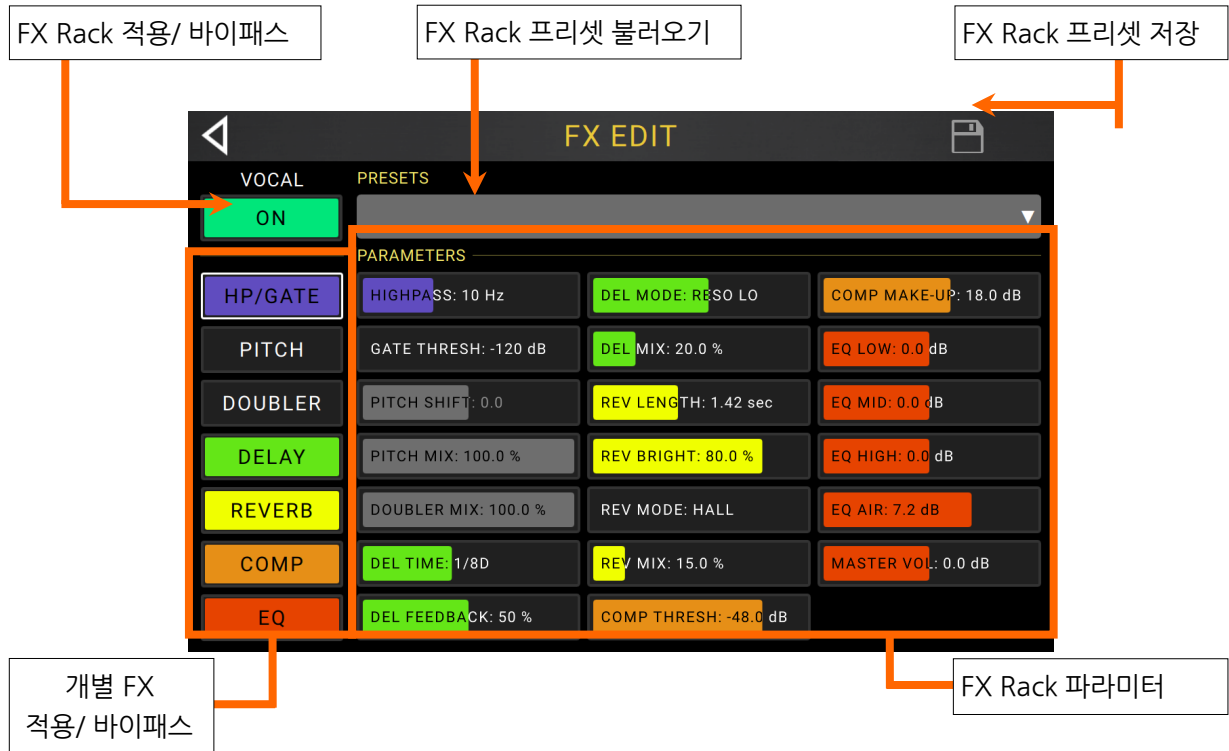 FX Rack 적용/ 바이패스
FX Rack 프리셋 불러오기
FX Rack 프리셋 저장
FX EDIT
VOCAL
PRESETS
ON
PARAMETERS
HP/GATE
HIGHPASS: 10 Hz
DEL MODE: RESO LO
COMP MAKE-UP: 18.0 dB
PITCH
GATE THRESH: -120 dB
DEL MIX: 20.0 %
EQ LOW: 0.0 dB
DOUBLER
PITCH SHIFT: 0.0
REV LENGTH: 1.42 sec
EQ MID: 0.0 dB
DELAY
PITCH MIX: 100.0 %
REV BRIGHT: 80.0 %
EQ HIGH: 0.0 dB
REVERB
DOUBLER MIX: 100.0 %
REV MODE: HALL
EQ AIR: 7.2 dB
COMP
DEL TIME: 1/8D
REV MIX: 15.0 %
MASTER VOL: 0.0 dB
EQ
DEL FEEDBACK: 50 %
COMP THRESH: -48.0 dB
개별 FX
적용/ 바이패스
FX Rack 파라미터